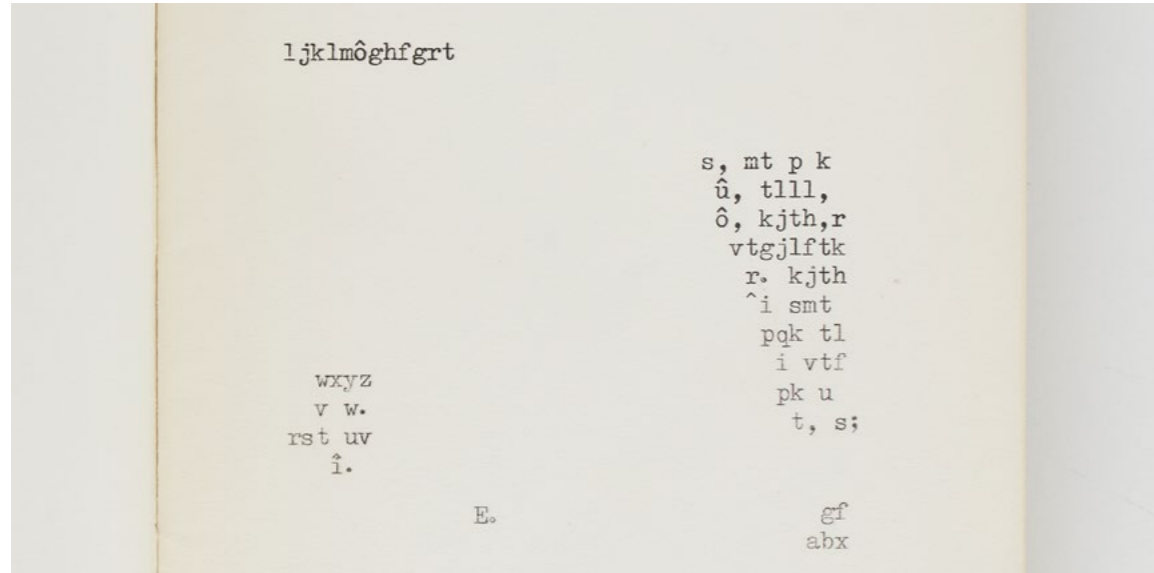 ljklmôghfgrt
s, mt p k
û, tlll,
ô, kjth,r
vtgjlftk
r. kjth
^i smt
pqk tl
i vtf
pk u
t, s;
wxyz
v w.
rst uv
î.
E.
gf
abx